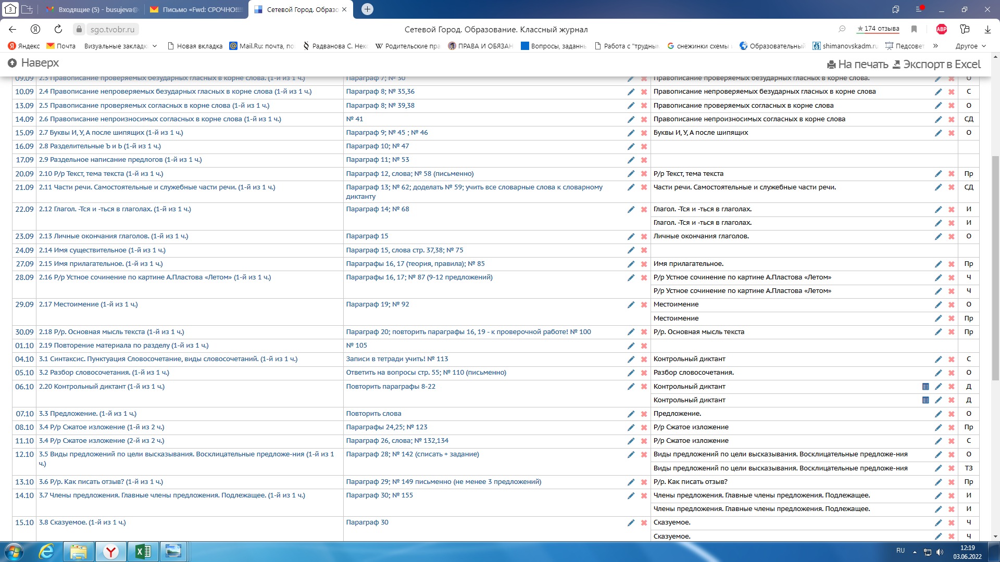 3 Входящие (5) - busujeva@ Письмо «Fwd: СРОЧНО!!!! Сетевой Город. Образо
sgo.tvobr.ru Сетевой Город. Образование. Классный журнал 174 отзыва ABP
Яндекс Почта Визуальные заклад Новая вкладка Mail.Ru: почта, по Радванова С. Нек Родительские пра ПРАВА И ОБЯЗАН Вопросы, заданн Работа с "трудны снежинки схемы Образовательный shimanovskadm.ru Педсовет » Другое
Наверх На печать Экспорт в Excel
09.09 2.3 Правописание проверяемых безударных гласных в корне слова. (1-й из 1 ч.) Параграф 7; № 30 Правописание проверяемых безударных гласных в корне слова. О
10.09 2.4 Правописание непроверяемых безударных гласных в корне слова (1-й из 1 ч.) Параграф 8; № 35,36 Правописание непроверяемых безударных гласных в корне слова С
13.09 2.5 Правописание проверяемых согласных в корне слова (1-й из 1 ч.) Параграф 8; № 39,38 Правописание проверяемых согласных в корне слова О
14.09 2.6 Правописание непроизносимых согласных в корне слова (1-й из 1 ч.) № 41 Правописание непроизносимых согласных в корне слова СД
15.09 2.7 Буквы И, У, А после шипящих (1-й из 1 ч.) Параграф 9; № 45 ; № 46 Буквы И, У, А после шипящих О
16.09 2.8 Разделительные Ъ и Ь (1-й из 1 ч.) Параграф 10; № 47
17.09 2.9 Раздельное написание предлогов (1-й из 1 ч.) Параграф 11; № 53
20.09 2.10 Р/р Текст, тема текста (1-й из 1 ч.) Параграф 12, слова; № 58 (письменно) Р/р Текст, тема текста Пр
21.09 2.11 Части речи. Самостоятельные и служебные части речи. (1-й из 1 ч.) Параграф 13; № 62; доделать № 59; учить все словарные слова к словарному Части речи. Самостоятельные и служебные части речи. СД
диктанту
22.09 2.12 Глагол. -Тся и -ться в глаголах. (1-й из 1 ч.) Параграф 14; № 68 Глагол. -Тся и -ться в глаголах. И
Глагол. -Тся и -ться в глаголах. И
23.09 2.13 Личные окончания глаголов. (1-й из 1 ч.) Параграф 15 Личные окончания глаголов. О
24.09 2.14 Имя существительное (1-й из 1 ч.) Параграф 15, слова стр. 37,38; № 75
27.09 2.15 Имя прилагательное. (1-й из 1 ч.) Параграфы 16, 17 (теория, правила); № 85 Имя прилагательное. Пр
28.09 2.16 Р/р Устное сочинение по картине А.Пластова «Летом» (1-й из 1 ч.) Параграфы 16, 17; № 87 (9-12 предложений) Р/р Устное сочинение по картине А.Пластова «Летом» Ч
Р/р Устное сочинение по картине А.Пластова «Летом» Ч
29.09 2.17 Местоимение (1-й из 1 ч.) Параграф 19; № 92 Местоимение О
Местоимение Пр
30.09 2.18 Р/р. Основная мысль текста (1-й из 1 ч.) Параграф 20; повторить параграфы 16, 19 - к проверочной работе! № 100 Р/р. Основная мысль текста Пр
01.10 2.19 Повторение материала по разделу (1-й из 1 ч.) № 105
04.10 3.1 Синтаксис. Пунктуация Словосочетание, виды словосочетаний. (1-й из 1 ч.) Записи в тетради учить! № 113 Контрольный диктант С
05.10 3.2 Разбор словосочетания. (1-й из 1 ч.) Ответить на вопросы стр. 55; № 110 (письменно) Разбор словосочетания. О
06.10 2.20 Контрольный диктант (1-й из 1 ч.) Повторить параграфы 8-22 Контрольный диктант Д
Контрольный диктант Д
07.10 3.3 Предложение. (1-й из 1 ч.) Повторить слова Предложение. О
08.10 3.4 Р/р Сжатое изложение (1-й из 2 ч.) Параграфы 24,25; № 123 Р/р Сжатое изложение Пр
11.10 3.4 Р/р Сжатое изложение (2-й из 2 ч.) Параграф 26, слова; № 132,134 Р/р Сжатое изложение С
12.10 3.5 Виды предложений по цели высказывания. Восклицательные предложе-ния (1-й из 1 Параграф 28; № 142 (списать + задание) Виды предложений по цели высказывания. Восклицательные предложе-ния О
ч.) Виды предложений по цели высказывания. Восклицательные предложе-ния ТЗ
13.10 3.6 Р/р. Как писать отзыв? (1-й из 1 ч.) Параграф 29; № 149 письменно (не менее 3 предложений) Р/р. Как писать отзыв? Пр
14.10 3.7 Члены предложения. Главные члены предложения. Подлежащее. (1-й из 1 ч.) Параграф 30; № 155 Члены предложения. Главные члены предложения. Подлежащее. И
Члены предложения. Главные члены предложения. Подлежащее. И
15.10 3.8 Сказуемое. (1-й из 1 ч.) Параграф 30 Сказуемое. Ч
Сказуемое. Ч
RU 12:19
03.06.2022